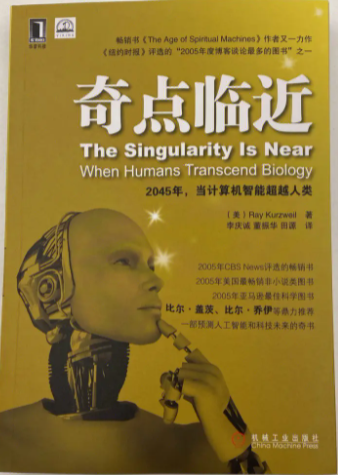 畅销书《The Age of Spiritual Machines》作者又一力作
《纽约时报》评选的“2005年度博客谈论最多的图书”之一
奇点临近
The Singularity Is Near
When Humans Transcend Biology
2045年，当计算机智能超越人类
（美）Ray Kurzweil 著
李庆诚 董振华 田源 译
2005年CBS News评选的畅销书
2005年美国最畅销非小说类图书
2005年亚马逊最佳科学图书
比尔·盖茨、比尔·乔伊等鼎力推荐
一部预测人工智能和科技未来的奇书
机械工业出版社